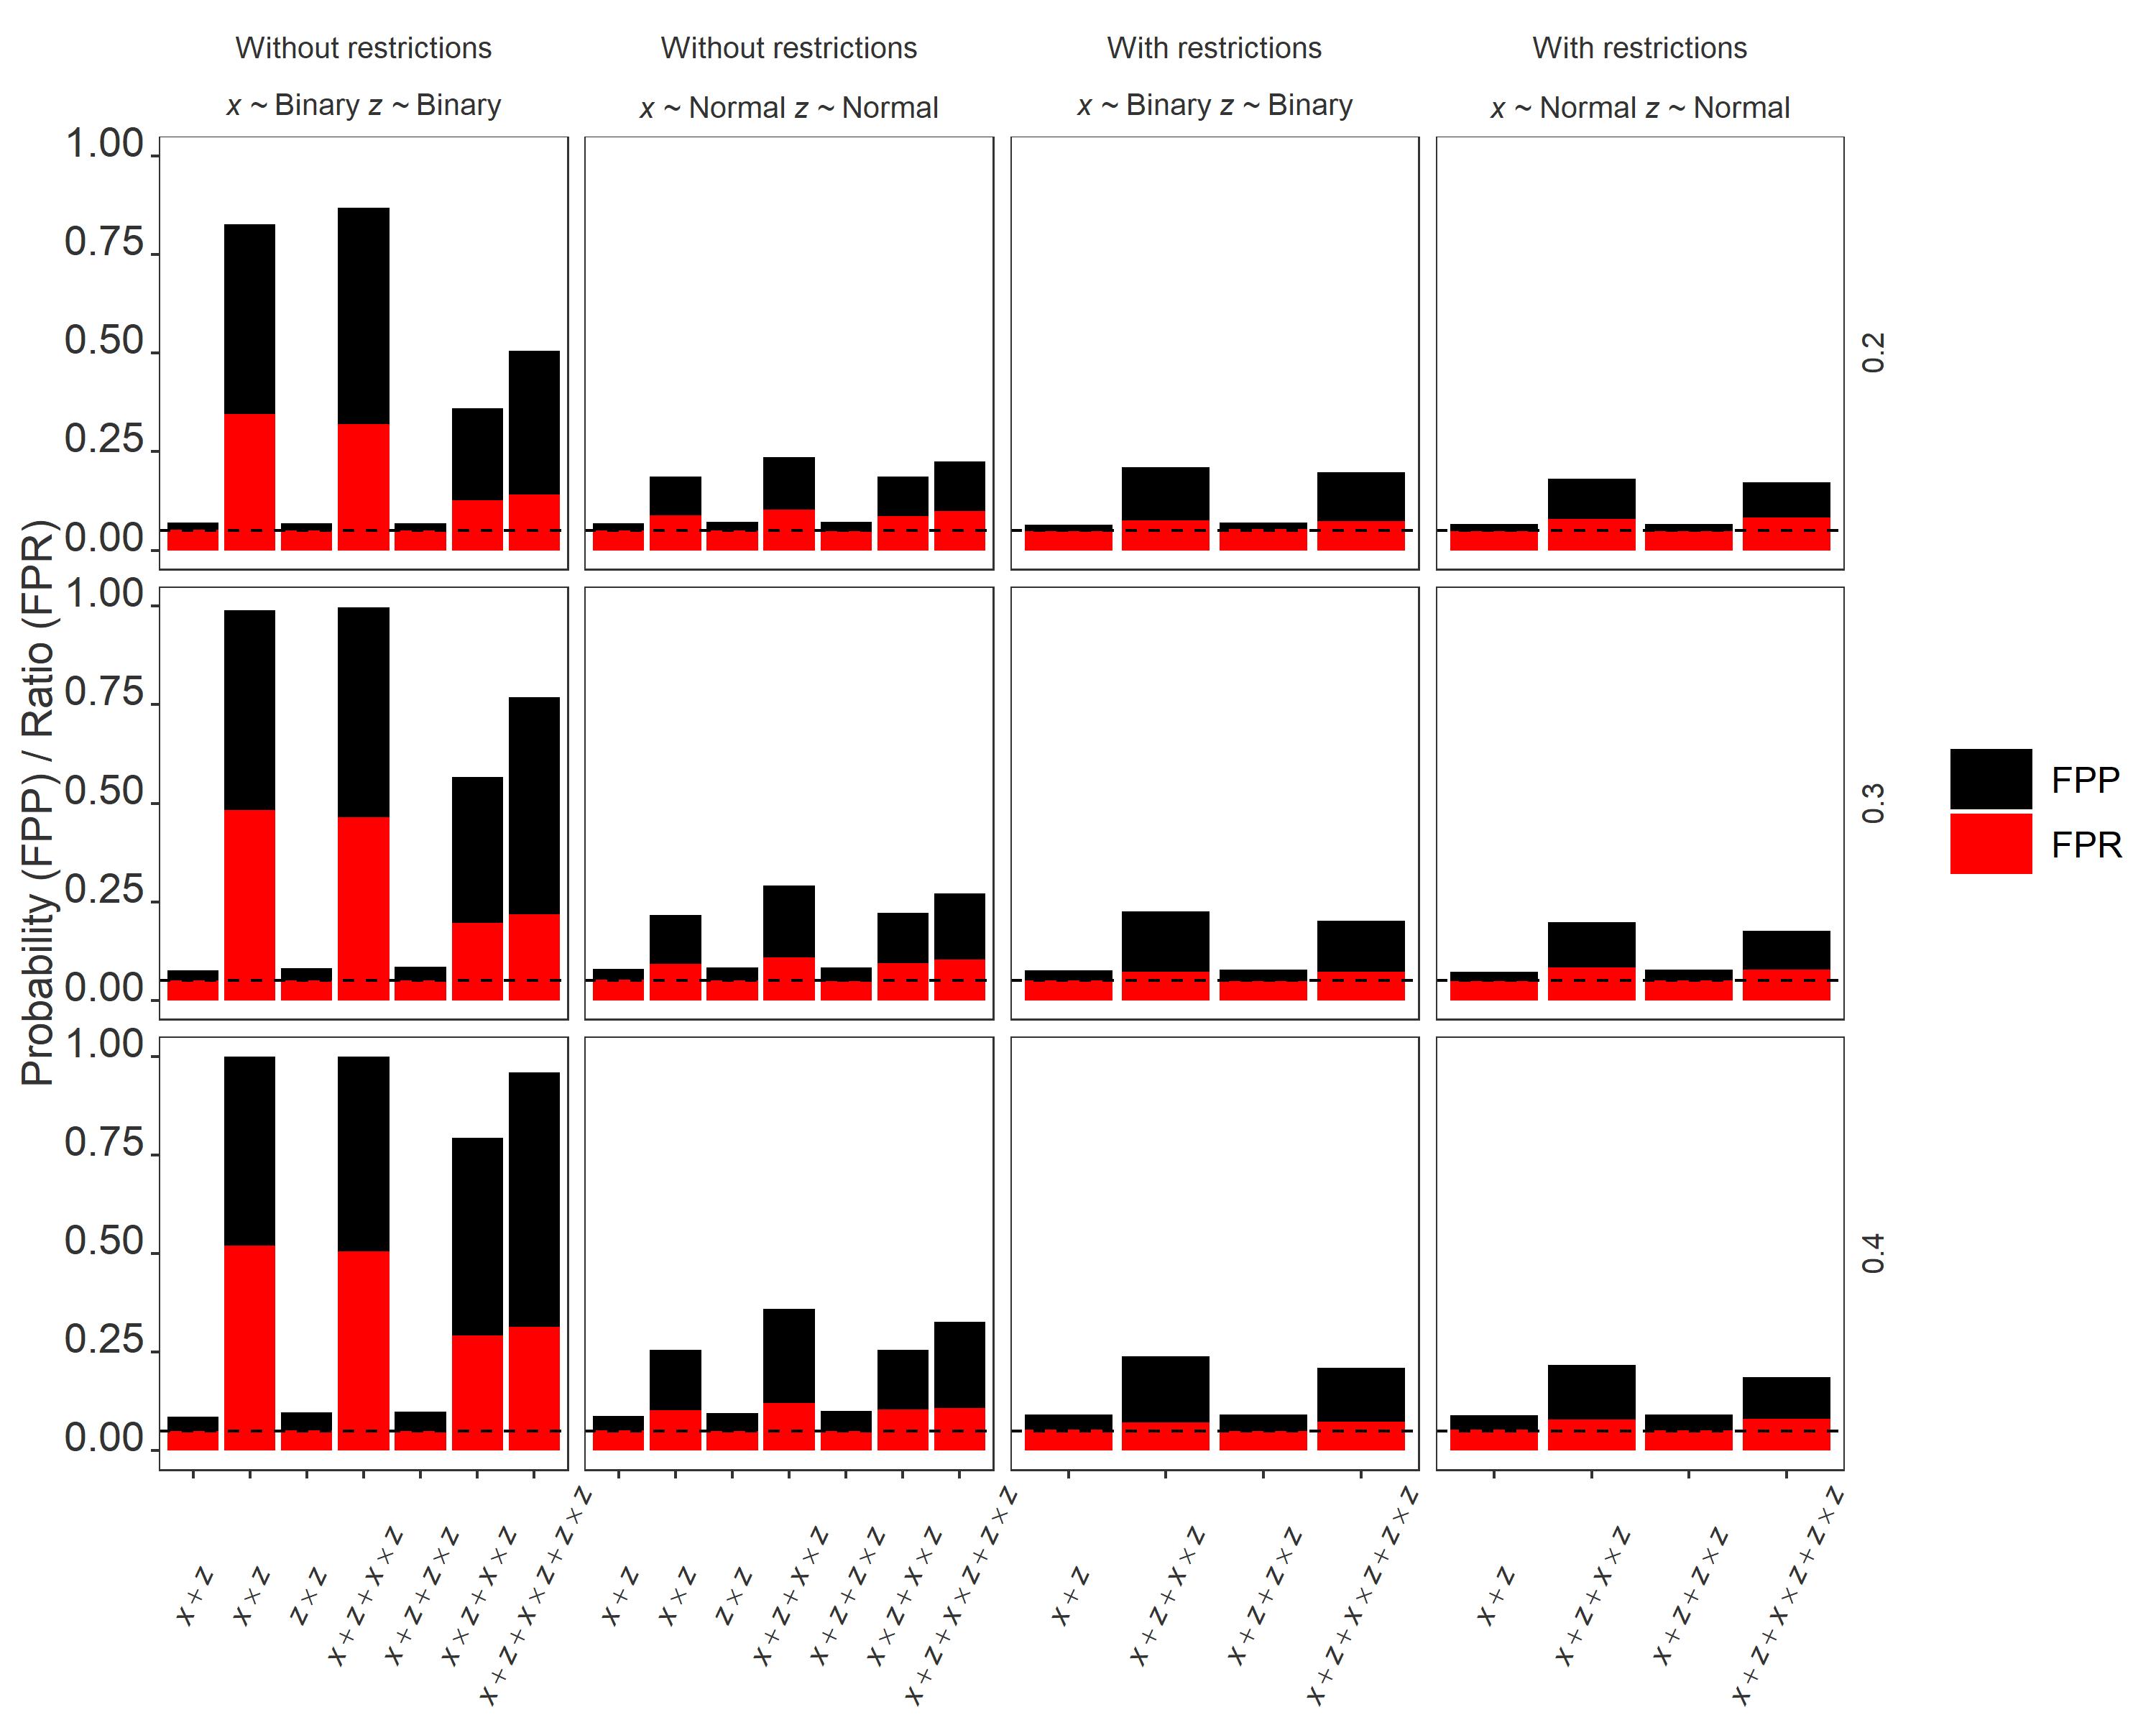 Without restrictions
Without restrictions
With restrictions
With restrictions
x ~ Binary z ~ Binary
x ~ Normal z ~ Normal
x ~ Binary z ~ Binary
x ~ Normal z ~ Normal
Probability (FPP) / Ratio (FPR)
1.00
0.75
0.50
0.25
0.00
0.2
1.00
0.75
0.50
0.25
0.00
0.3
1.00
0.75
0.50
0.25
0.00
0.4
FPP
FPR
x + z
x × z
z × z
x + z + x × z
x + z + z × z
x × z + x × z
x + z + x × z + z × z
x + z
x × z
z × z
x + z + x × z
x + z + z × z
x × z + x × z
x + z + x × z + z × z
x + z
x + z + x × z
x + z + z × z
x + z + x × z + z × z
x + z
x + z + x × z
x + z + z × z
x + z + x × z + z × z